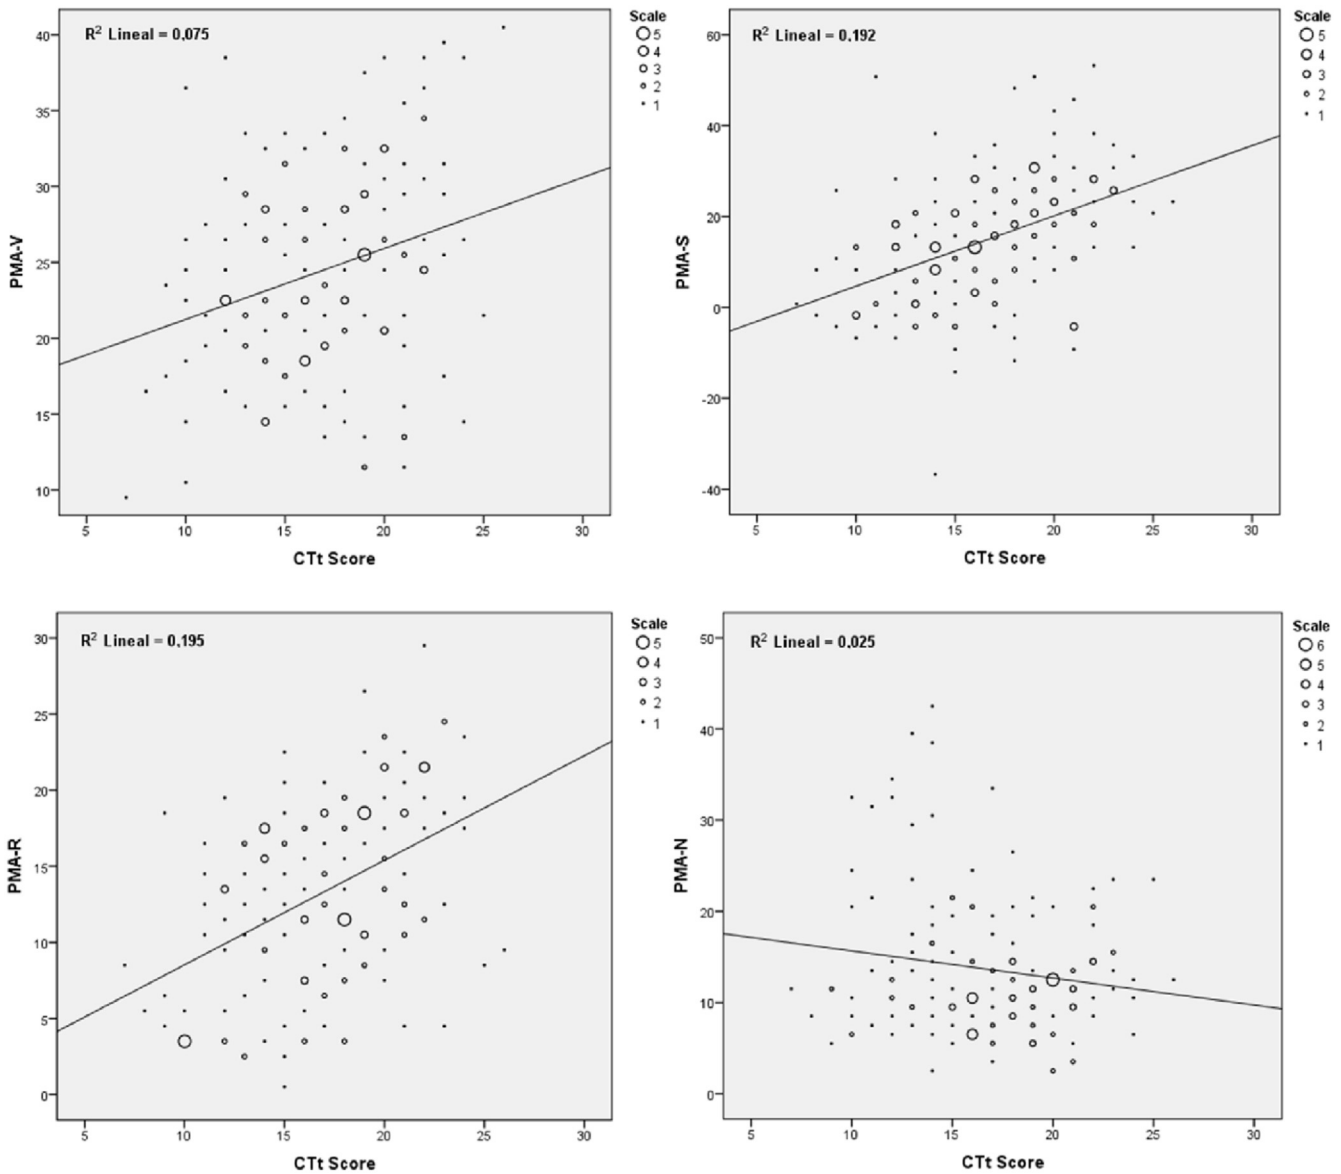 R² Lineal = 0,075
Scale
5
4
3
2
1
40
35
30
25
20
15
10
PMA-V
5 10 15 20 25 30
CTt Score
R² Lineal = 0,192
Scale
5
4
3
2
1
60
40
20
0
-20
-40
PMA-S
5 10 15 20 25 30
CTt Score
R² Lineal = 0,195
Scale
5
4
3
2
1
30
25
20
15
10
5
0
PMA-R
5 10 15 20 25 30
CTt Score
R² Lineal = 0,025
Scale
6
5
4
3
2
1
50
40
30
20
10
0
PMA-N
5 10 15 20 25 30
CTt Score